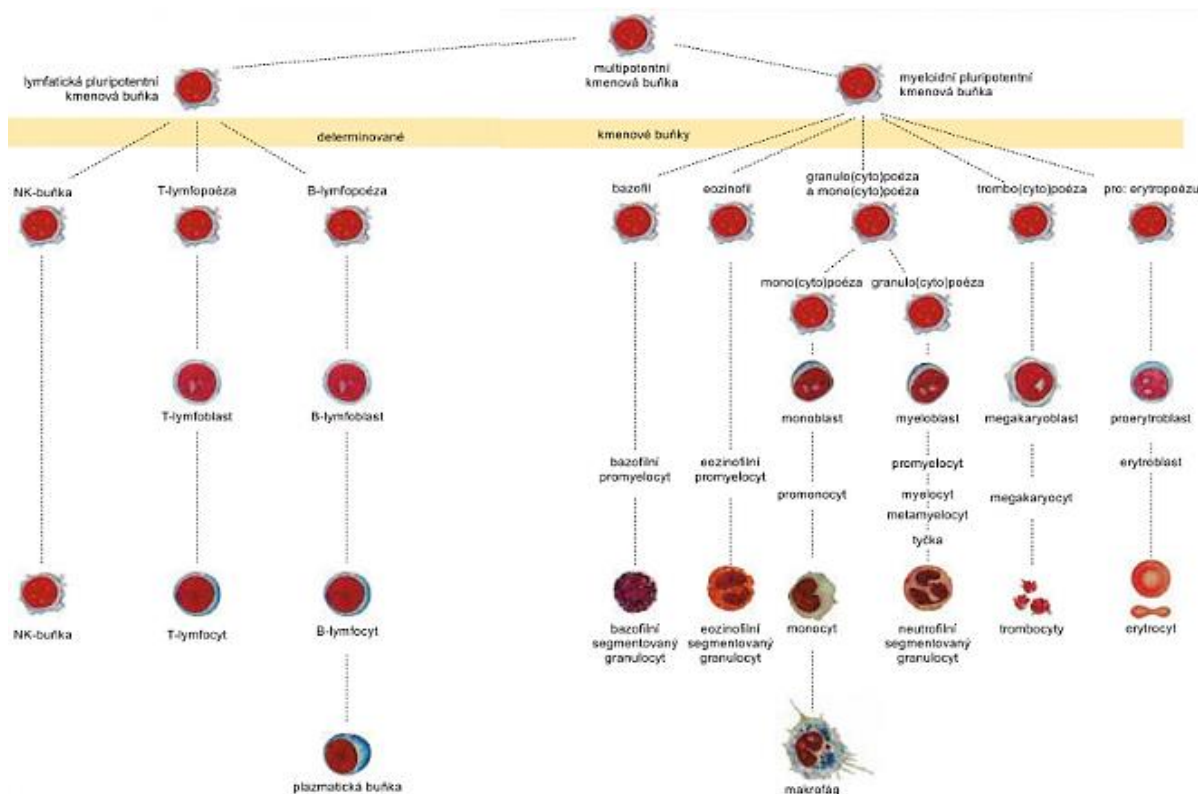 multipotentní
kmenová buňka
lymfatická pluripotentní
kmenová buňka
myeloidní pluripotentní
kmenová buňka
determinované
kmenové buňky
NK-buňka
T-lymfopoéza
B-lymfopoéza
bazofil
eozinofil
granulo(cyto)poéza
a mono(cyto)poéza
trombo(cyto)poéza
pro: erytropoézu
mono(cyto)poéza
granulo(cyto)poéza
T-lymfoblast
B-lymfoblast
monoblast
myeloblast
megakaryoblast
proerytroblast
bazofilní
promyelocyt
eozinofilní
promyelocyt
promonocyt
promyelocyt
myelocyt
metamyelocyt
tyčka
megakaryocyt
erytroblast
NK-buňka
T-lymfocyt
B-lymfocyt
bazofilní
segmentovaný
granulocyt
eozinofilní
segmentovaný
granulocyt
monocyt
neutrofilní
segmentovaný
granulocyt
trombocyty
erytrocyt
plazmatická buňka
makrofág